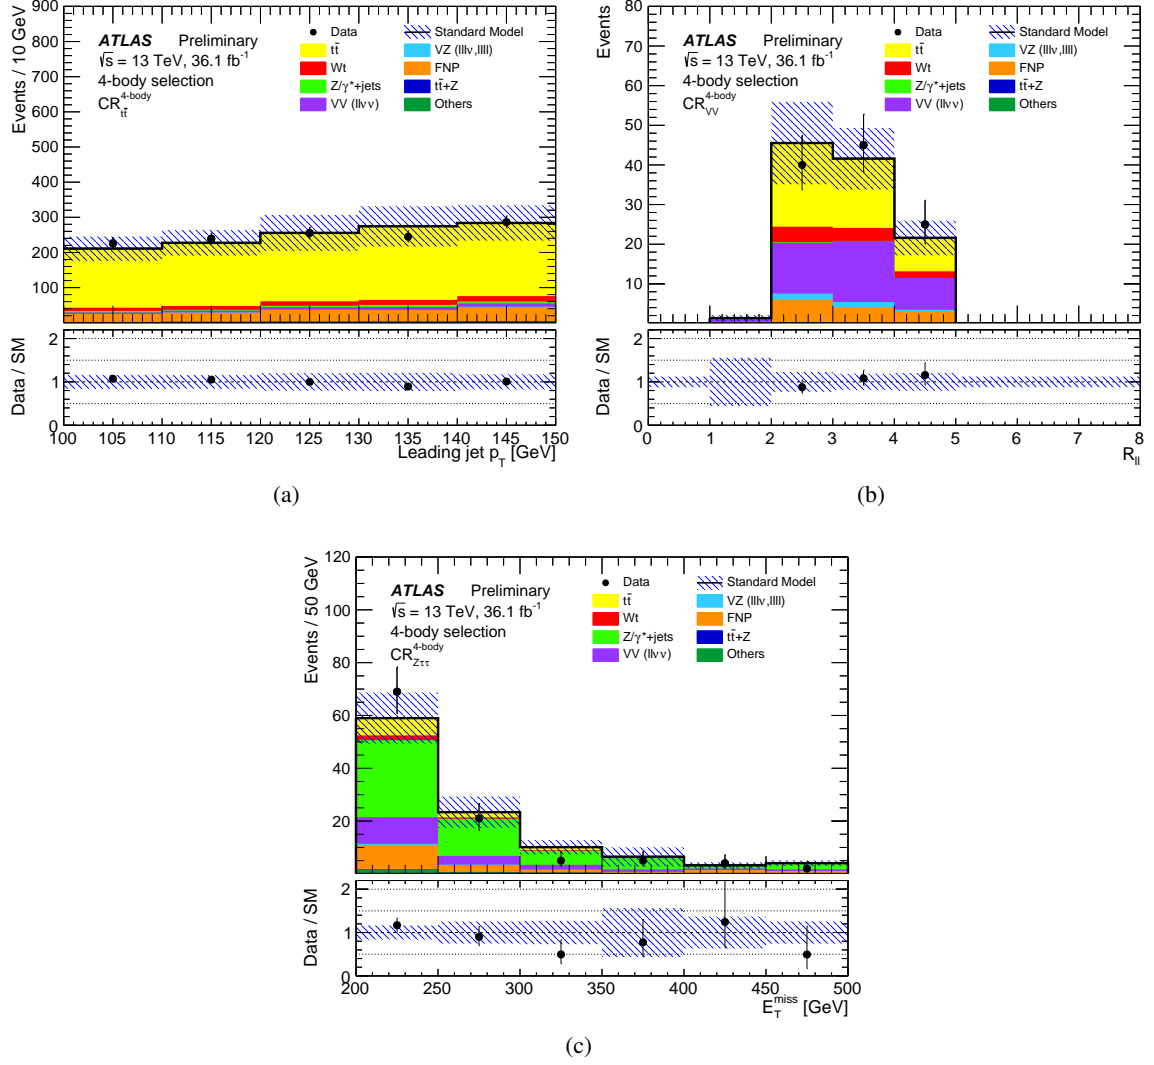 Events / 10 GeV
900
800
700
600
500
400
300
200
100
ATLAS Preliminary
√s = 13 TeV, 36.1 fb⁻¹
4-body selection
CR 4-body tt̄
Data
tt̄
Wt
Z/γ*+jets
VV (llνν)
Standard Model
VZ (lllν,llll)
FNP
tt̄+Z
Others
Data / SM
2
1
0
100 105 110 115 120 125 130 135 140 145 150
Leading jet p_T [GeV]
(a)
Events
80
70
60
50
40
30
20
10
ATLAS Preliminary
√s = 13 TeV, 36.1 fb⁻¹
4-body selection
CR 4-body VV
Data
tt̄
Wt
Z/γ*+jets
VV (llνν)
Standard Model
VZ (lllν,llll)
FNP
tt̄+Z
Others
Data / SM
2
1
0
0 1 2 3 4 5 6 7 8
R_ll
(b)
Events / 50 GeV
120
100
80
60
40
20
ATLAS Preliminary
√s = 13 TeV, 36.1 fb⁻¹
4-body selection
CR 4-body Zττ
Data
tt̄
Wt
Z/γ*+jets
VV (llνν)
Standard Model
VZ (lllν,llll)
FNP
tt̄+Z
Others
Data / SM
2
1
0
200 250 300 350 400 450 500
E_T^miss [GeV]
(c)